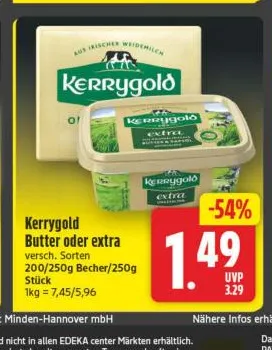 AUS IRISCHER WEIDEMILCH
Kerrygold
Kerrygold
extra
Kerrygold
extra
-54%
Kerrygold
Butter oder extra
versch. Sorten
200/250g Becher/250g
Stück
1kg = 7,45/5,96
1.49
UVP
3.29
Minden-Hannover mbH
Nähere Infos erhä
d nicht in allen EDEKA center Märkten erhältlich.
Da